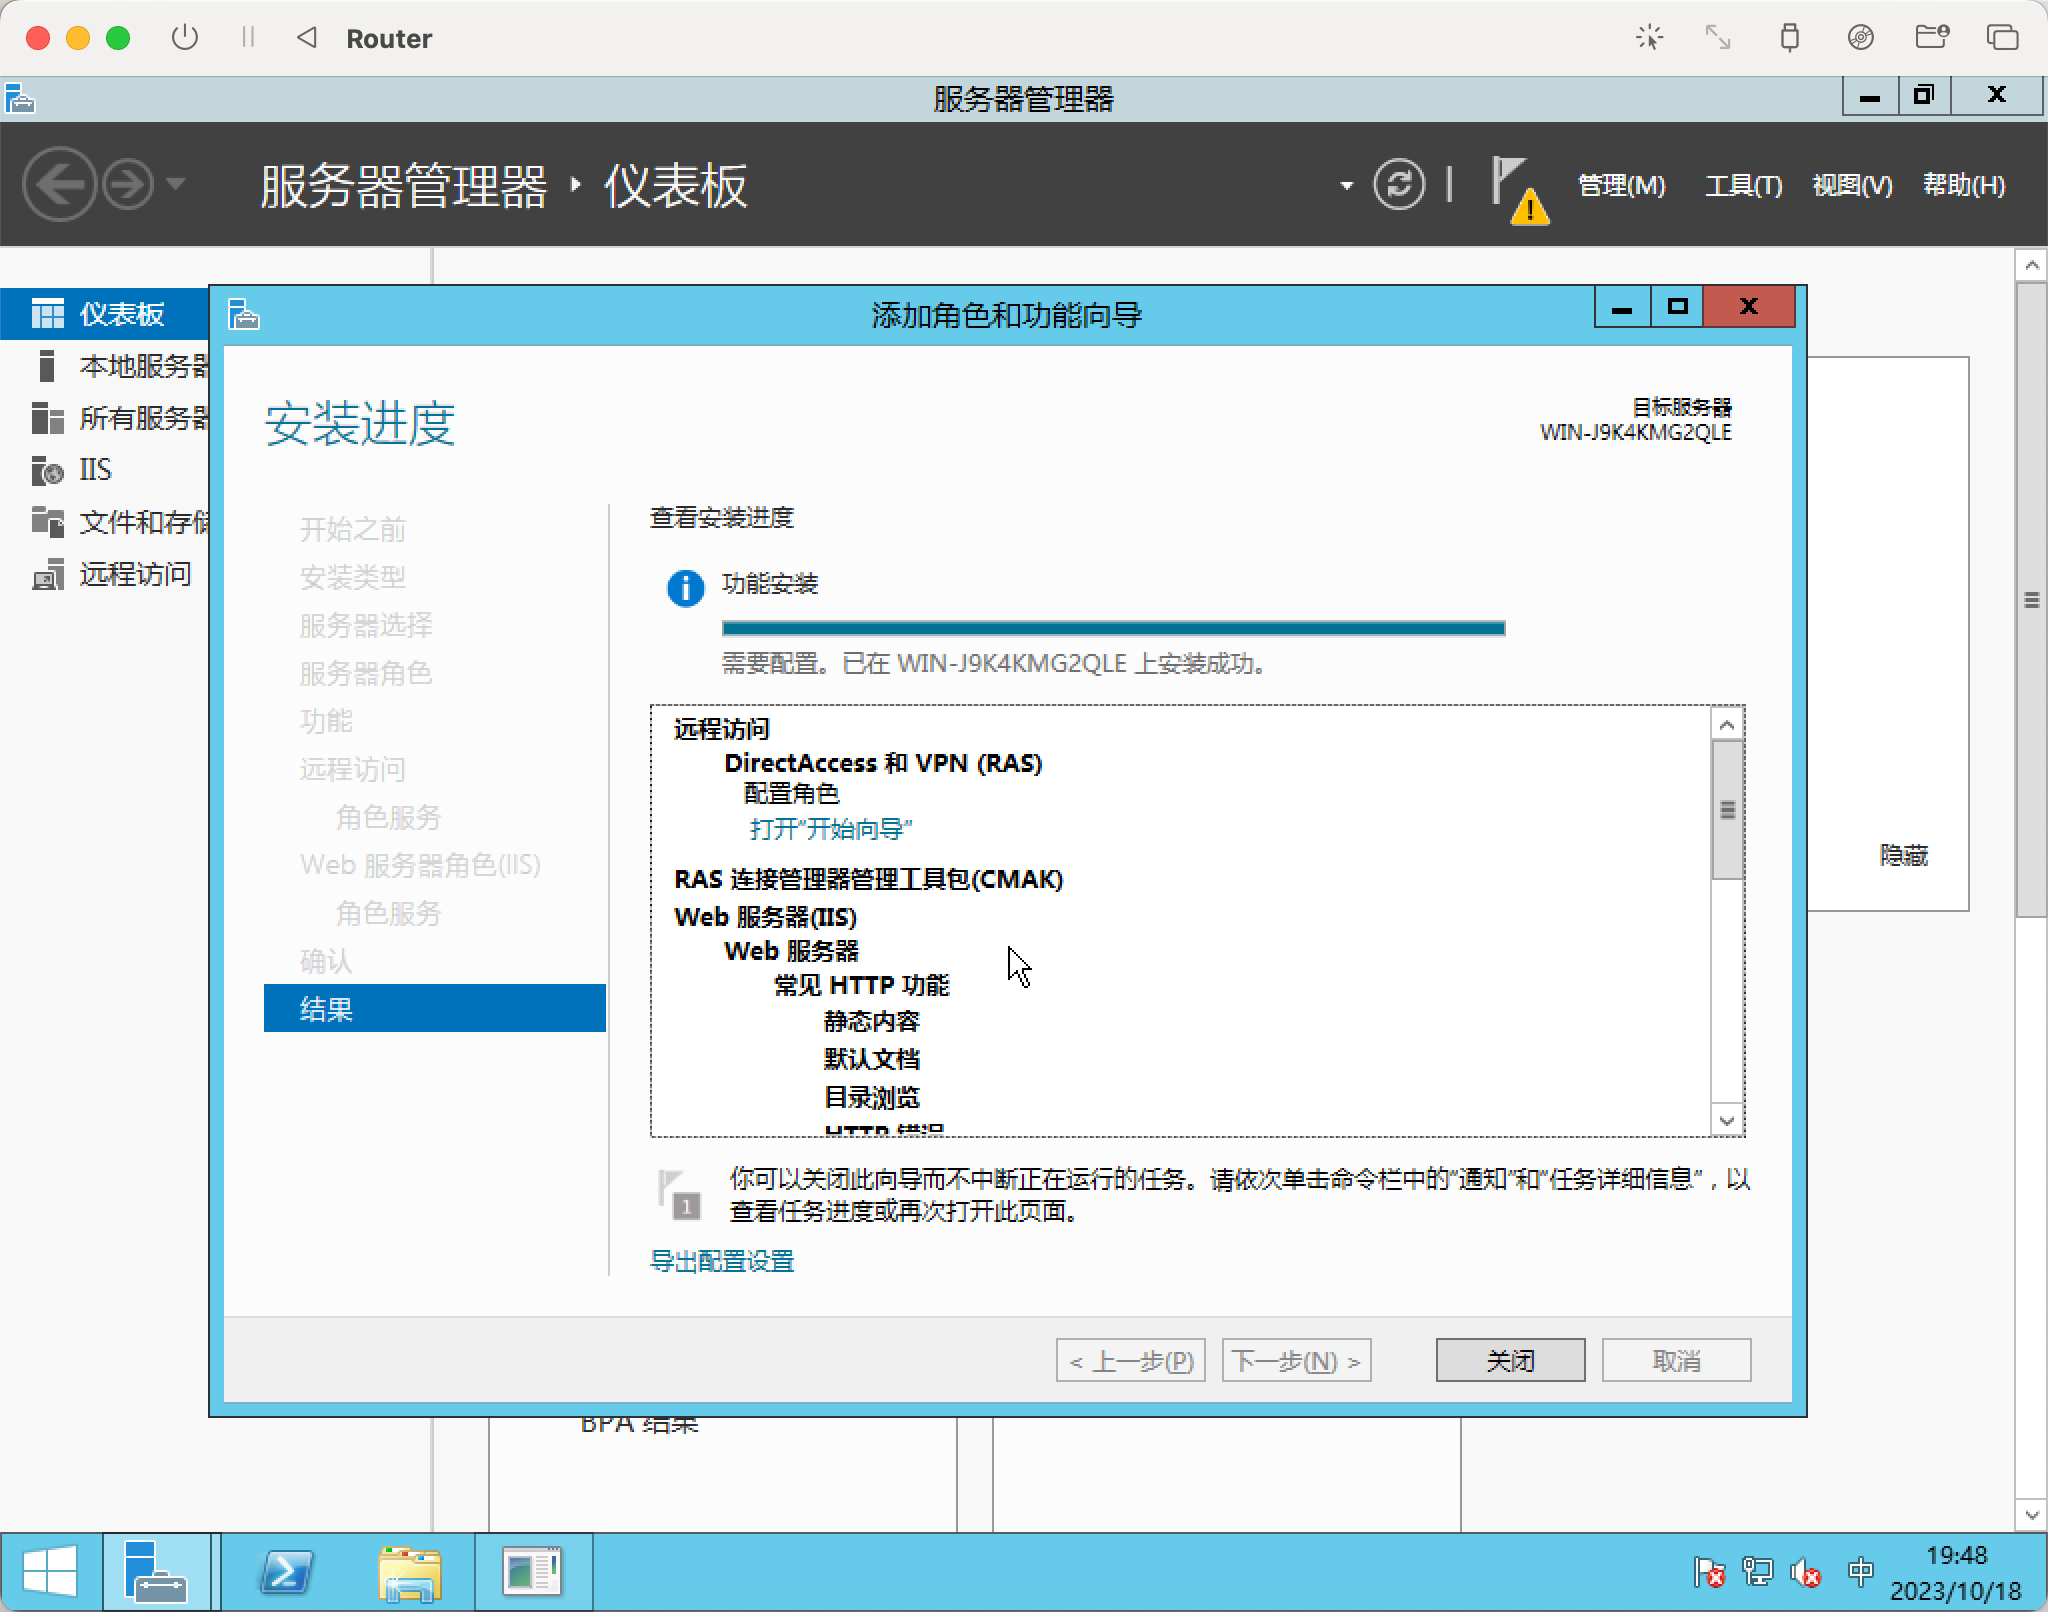 Router
服务器管理器
服务器管理器 ‣ 仪表板
管理(M) 工具(T) 视图(V) 帮助(H)
仪表板
本地服务器
所有服务器
IIS
文件和存储
远程访问
添加角色和功能向导
安装进度
目标服务器
WIN-J9K4KMG2QLE
开始之前
安装类型
服务器选择
服务器角色
功能
远程访问
角色服务
Web 服务器角色(IIS)
角色服务
确认
结果
查看安装进度
功能安装
需要配置。已在 WIN-J9K4KMG2QLE 上安装成功。
远程访问
DirectAccess 和 VPN (RAS)
配置角色
打开“开始向导”
RAS 连接管理器管理工具包(CMAK)
Web 服务器(IIS)
Web 服务器
常见 HTTP 功能
静态内容
默认文档
目录浏览
HTTP 错误
1
你可以关闭此向导而不中断正在运行的任务。请依次单击命令栏中的“通知”和“任务详细信息”，以
查看任务进度或再次打开此页面。
导出配置设置
< 上一步(P)
下一步(N) >
关闭
取消
隐藏
BPA 结果
中
19:48
2023/10/18